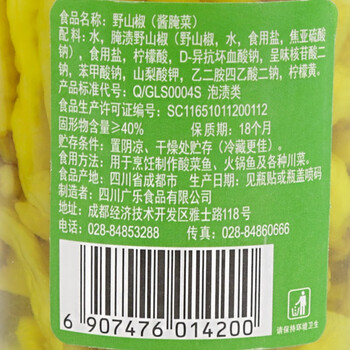 食品名称：野山椒（酱腌菜）
配料：水，腌渍野山椒（野山椒，水，食用盐，焦亚硫酸
钠），食用盐，柠檬酸，D-异抗坏血酸钠，呈味核苷酸二
钠，苯甲酸钠，山梨酸钾，乙二胺四乙酸二钠，柠檬黄。
产品标准号：Q/GLS0004S 泡渍类
食品生产许可证编号：SC11651011200112
固形物含量≥40% 保质期：18个月
贮存条件：置阴凉、干燥处贮存（冷藏更佳）。
食用方法：用于烹饪制作酸菜鱼、火锅鱼及各种川菜。
产地：四川省成都市 生产日期：见瓶贴或瓶盖喷码
制造者：四川广乐食品有限公司
地址：成都经济技术开发区雅士路118号
电话：028-84853288 传真：028-84860666
6 907476 014200
请保持环境卫生